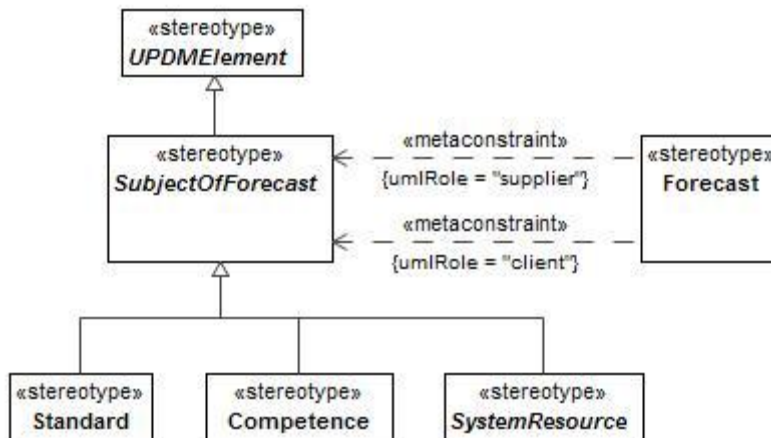 «stereotype»
UPDMElement
«stereotype»
SubjectOfForecast
«metaconstraint»
{umlRole = "supplier"}
«metaconstraint»
{umlRole = "client"}
«stereotype»
Forecast
«stereotype»
Standard
«stereotype»
Competence
«stereotype»
SystemResource